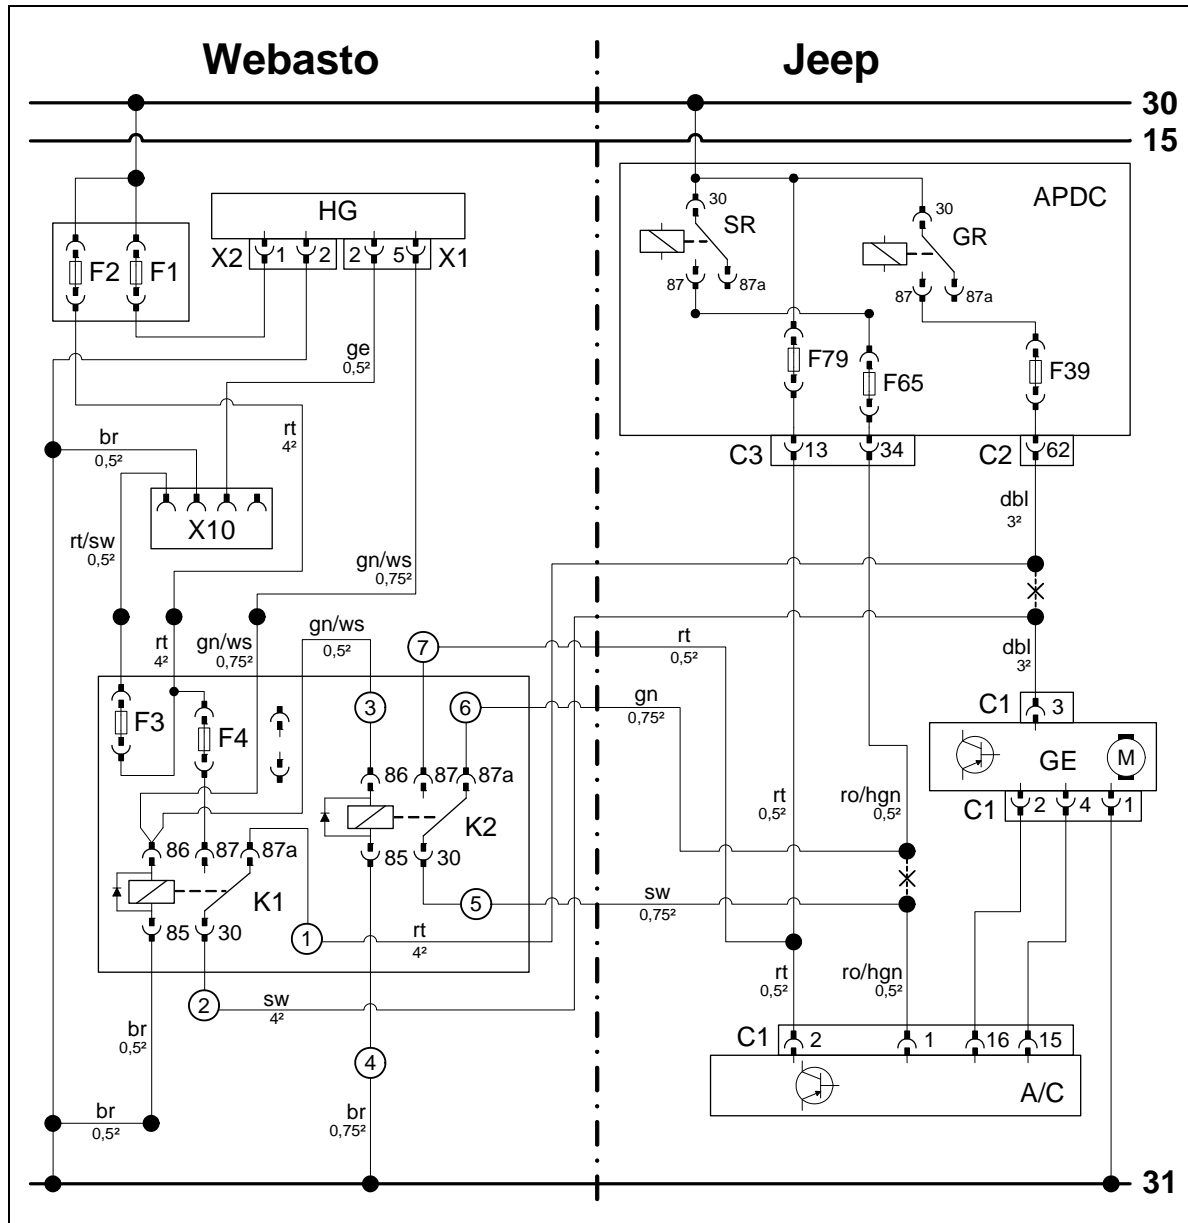 Webasto Jeep
30
15
HG
APDC
30
SR
30
GR
X2 1 2 2 5 X1
F2 F1
87 87a
87 87a
ge
0,5²
F79
F65
F39
rt
4²
br
0,5²
C3 13 34 C2 62
dbl
3²
X10
rt/sw
0,5²
gn/ws
0,75²
rt
4²
gn/ws
0,75²
gn/ws
0,5²
7
rt
0,5²
dbl
3²
3
6
gn
0,75²
C1 3
F3
F4
GE M
86 87 87a
rt
0,5²
ro/hgn
0,5²
C1 2 4 1
K2
86 87 87a
85 30
K1
5
sw
0,75²
85 30
1
rt
4²
rt
0,5²
ro/hgn
0,5²
2
sw
4²
br
0,5²
C1 2 1 16 15
4
A/C
br
0,5²
br
0,75²
31